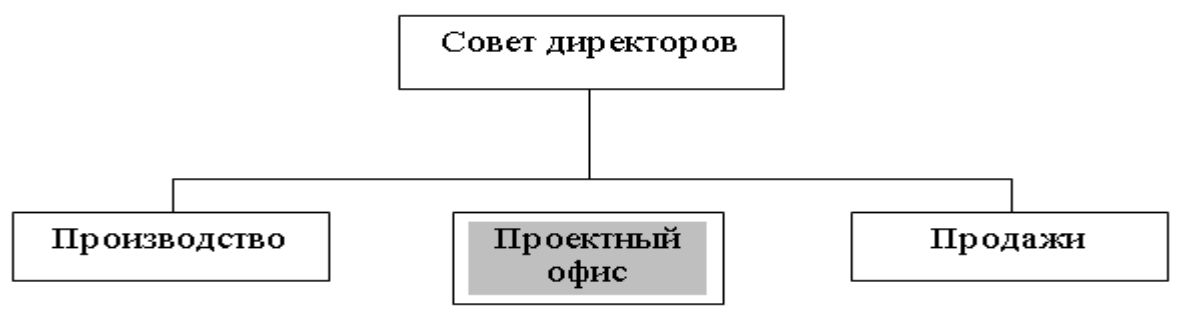 Совет директоров
Производство
Проектный
офис
Продажи